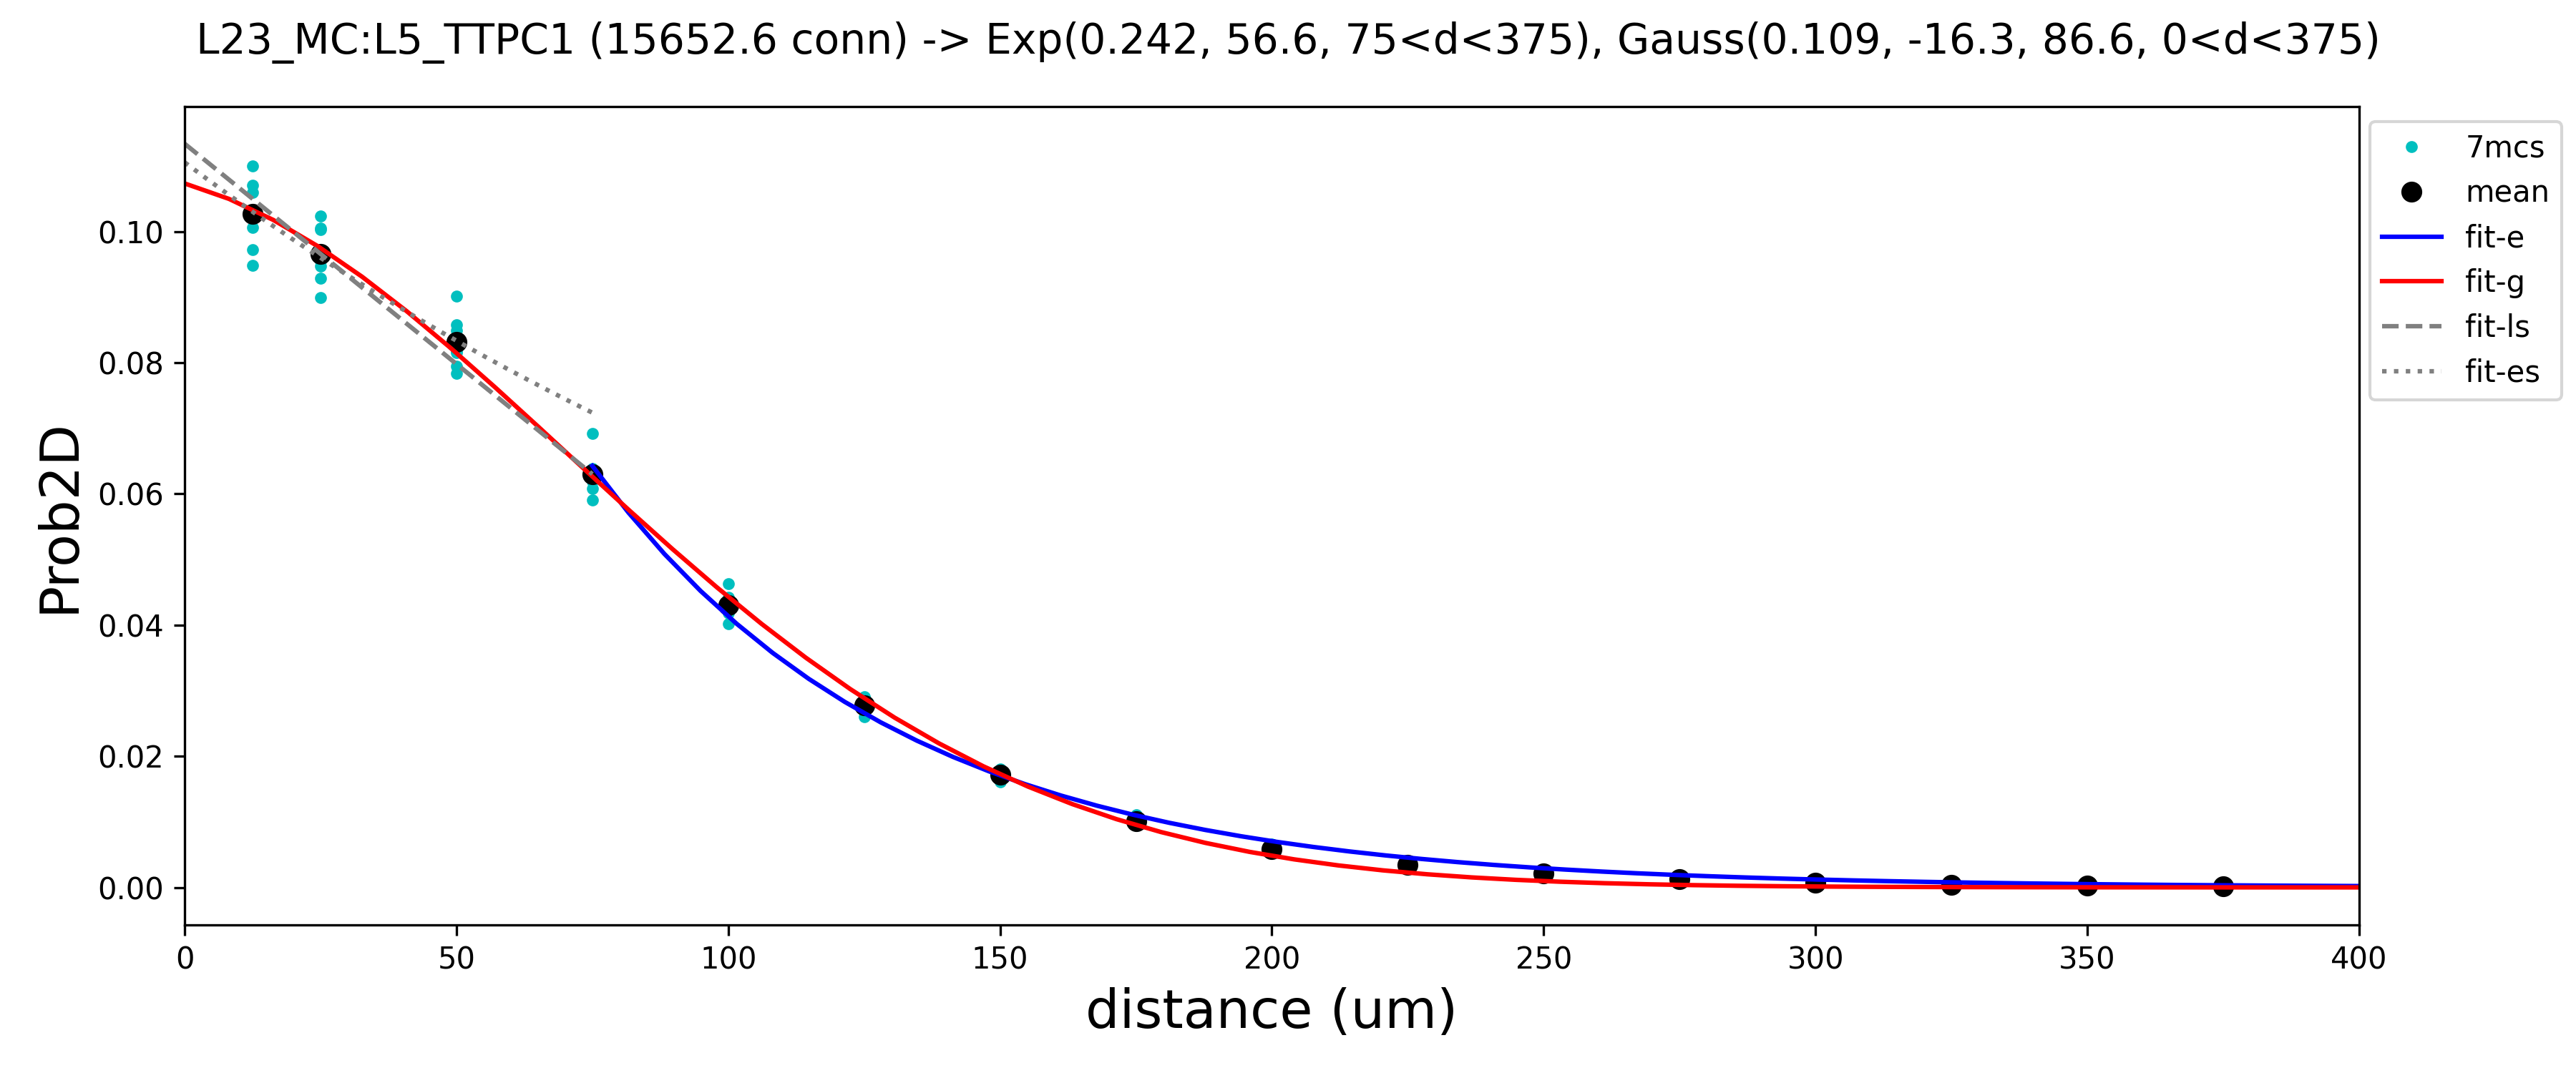 L23_MC:L5_TTPC1 (15652.6 conn) -> Exp(0.242, 56.6, 75<d<375), Gauss(0.109, -16.3, 86.6, 0<d<375)
7mcs
mean
fit-e
fit-g
fit-ls
fit-es
Prob2D
0.10
0.08
0.06
0.04
0.02
0.00
0 50 100 150 200 250 300 350 400
distance (um)